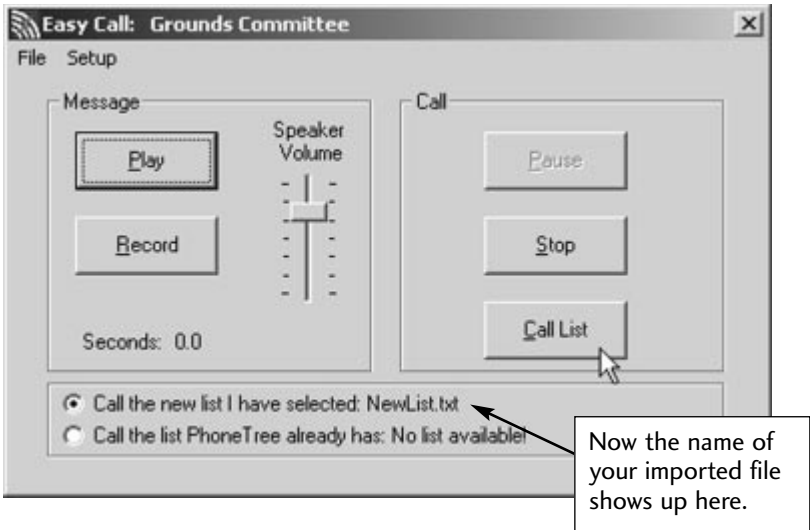 Easy Call: Grounds Committee
File Setup
Message
Speaker
Volume
Play
Record
Seconds: 0.0
Call
Pause
Stop
Call List
Call the new list I have selected: NewList.txt
Call the list PhoneTree already has: No list available!
Now the name of
your imported file
shows up here.